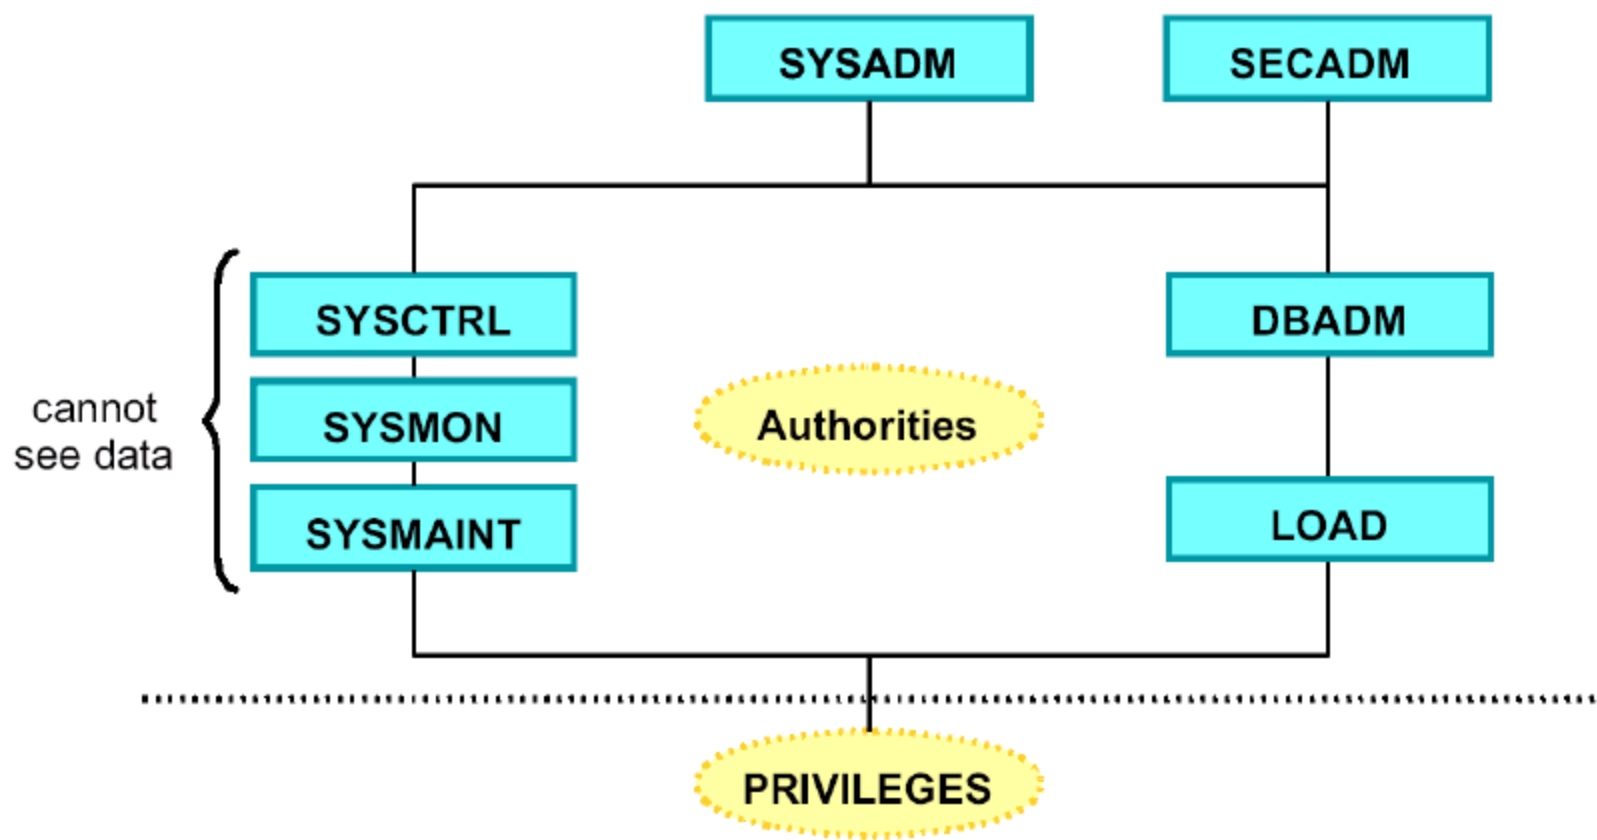 SYSADM
SECADM
SYSCTRL
DBADM
cannot
see data
SYSMON
Authorities
SYSMAINT
LOAD
PRIVILEGES